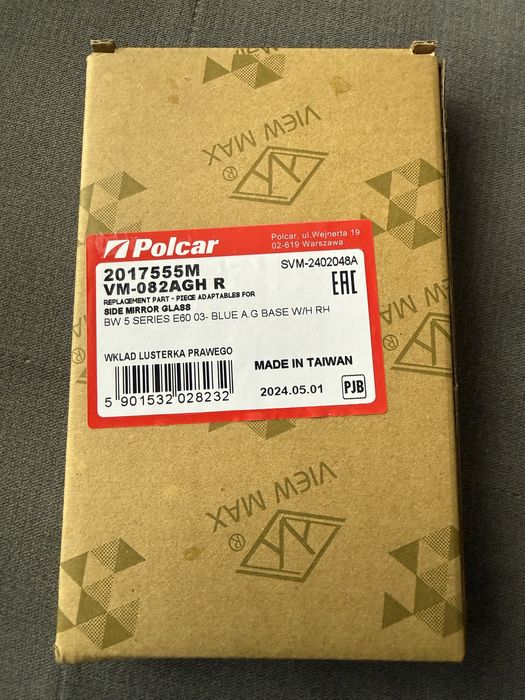 VIEW MAX
®
Polcar
Polcar, ul.Wejnerta 19
02-619 Warszawa
2017555M
SVM-2402048A
VM-082AGH R
EAC
REPLACEMENT PART - PIECE ADAPTABLES FOR
SIDE MIRROR GLASS
BW 5 SERIES E60 03- BLUE A.G BASE W/H RH
WKLAD LUSTERKA PRAWEGO
MADE IN TAIWAN
5 901532 028232
2024.05.01
PJB
VIEW MAX
®